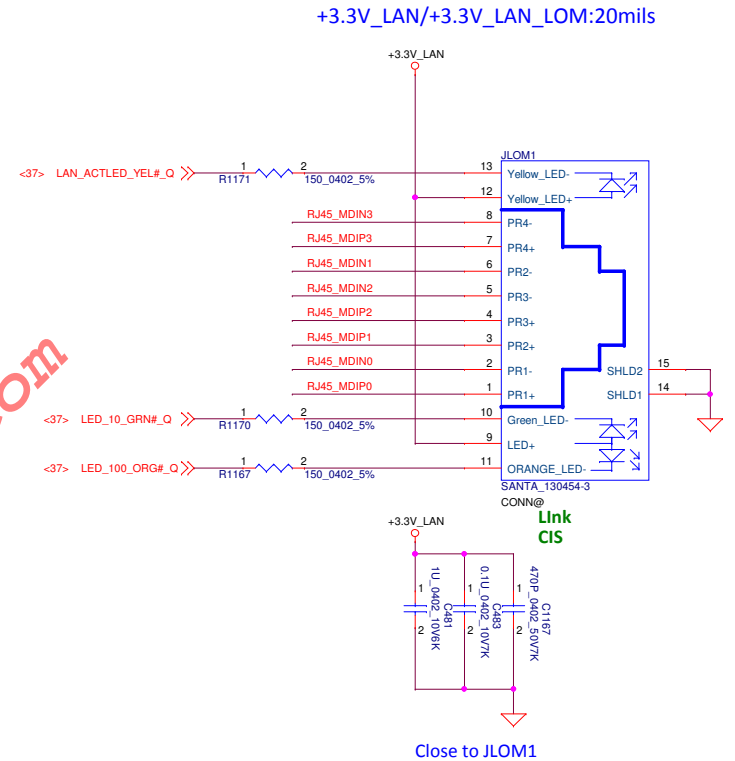 +3.3V_LAN/+3.3V_LAN_LOM:20mils
+3.3V_LAN
JLOM1
<37> LAN_ACTLED_YEL#_Q 1 2 13 Yellow_LED-
R1171 150_0402_5%
12 Yellow_LED+
RJ45_MDIN3 8 PR4-
RJ45_MDIP3 7 PR4+
RJ45_MDIN1 6 PR2-
RJ45_MDIN2 5 PR3-
RJ45_MDIP2 4 PR3+
RJ45_MDIP1 3 PR2+
RJ45_MDIN0 2 PR1- SHLD2 15
RJ45_MDIP0 1 PR1+ SHLD1 14
<37> LED_10_GRN#_Q 1 2 10 Green_LED-
R1170 150_0402_5%
9 LED+
<37> LED_100_ORG#_Q 1 2 11 ORANGE_LED-
R1167 150_0402_5%
SANTA_130454-3
CONN@
LInk
CIS
+3.3V_LAN
1 2 1U_0402_10V6K C481
1 2 0.1U_0402_10V7K C483
1 2 470P_0402_50V7K C1167
Close to JLOM1
om